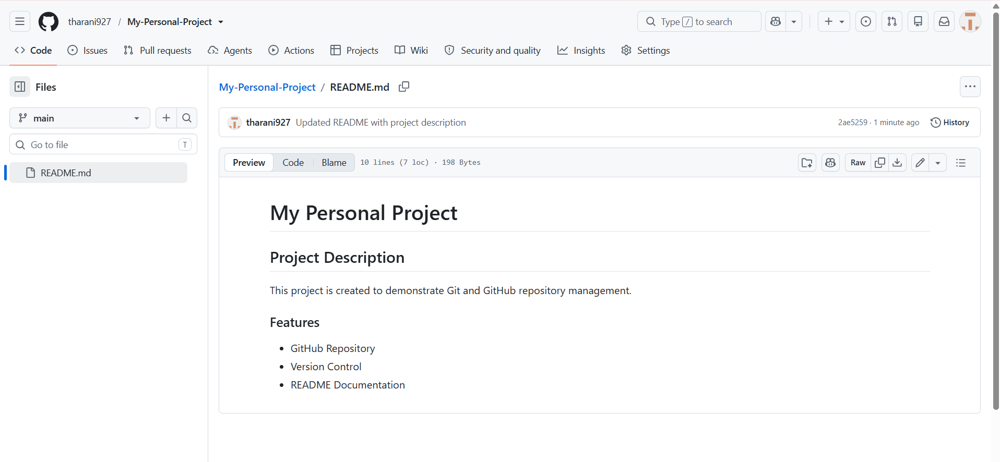 tharani927 / My-Personal-Project
Type / to search
Code Issues Pull requests Agents Actions Projects Wiki Security and quality Insights Settings
Files
main
Go to file T
README.md
My-Personal-Project / README.md
tharani927 Updated README with project description 2ae5259 · 1 minute ago History
Preview Code Blame 10 lines (7 loc) · 198 Bytes Raw
My Personal Project
Project Description
This project is created to demonstrate Git and GitHub repository management.
Features
• GitHub Repository
• Version Control
• README Documentation